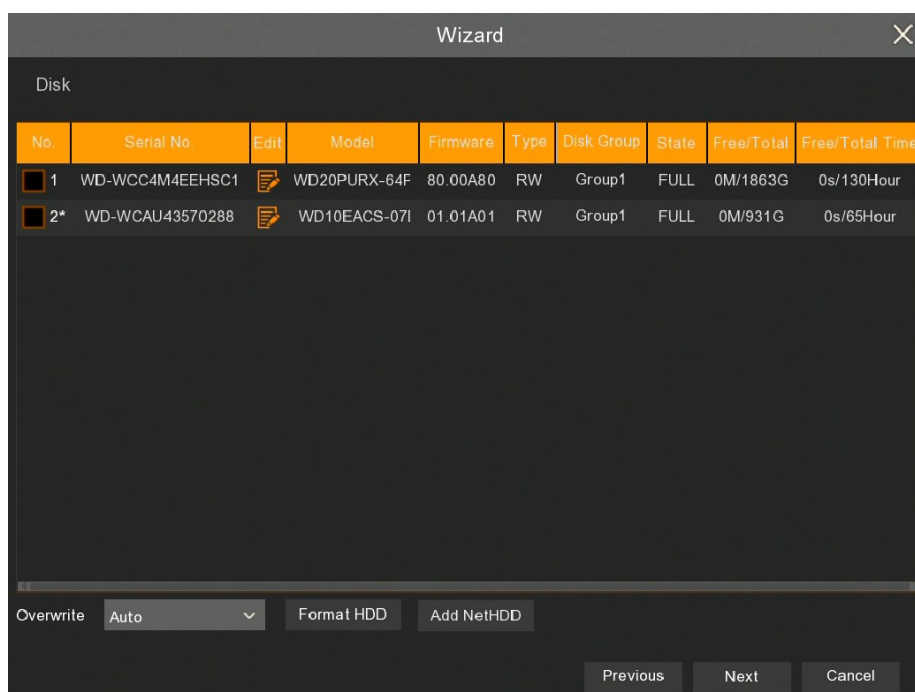 Wizard
Disk
No. Serial No. Edit Model Firmware Type Disk Group State Free/Total Free/Total Time
1 WD-WCC4M4EEHSC1 WD20PURX-64P 80.00A80 RW Group1 FULL 0M/1863G 0s/130Hour
2* WD-WCAU43570288 WD10EACS-07I 01.01A01 RW Group1 FULL 0M/931G 0s/65Hour
Overwrite Auto Format HDD Add NetHDD
Previous Next Cancel